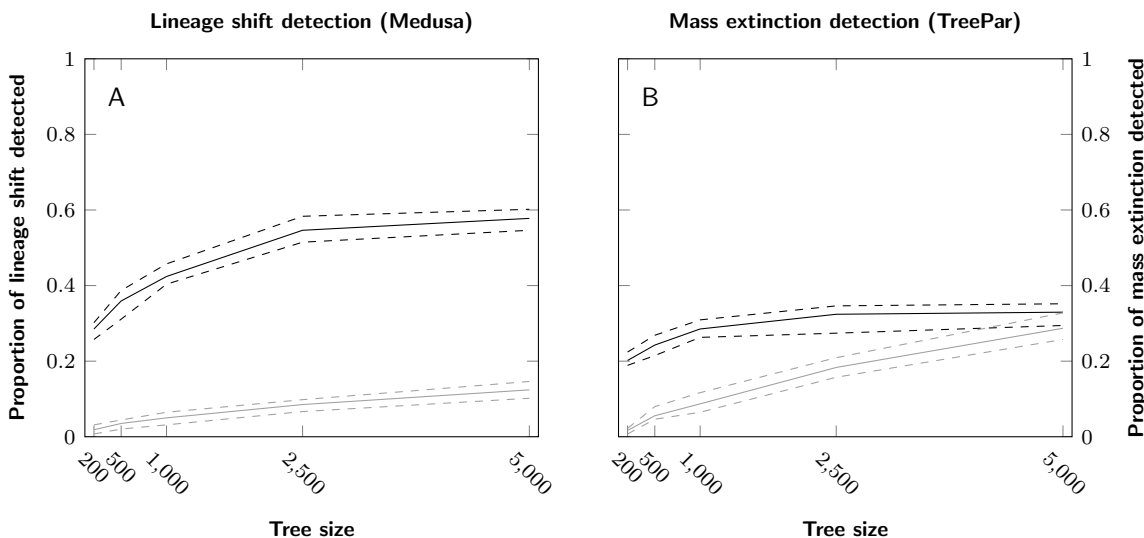 Lineage shift detection (Medusa)
Mass extinction detection (TreePar)
Proportion of lineage shift detected
1
0.8
0.6
0.4
0.2
0
A
200
500
1,000
2,500
5,000
Tree size
B
200
500
1,000
2,500
5,000
Tree size
1
0.8
0.6
0.4
0.2
0
Proportion of mass extinction detected